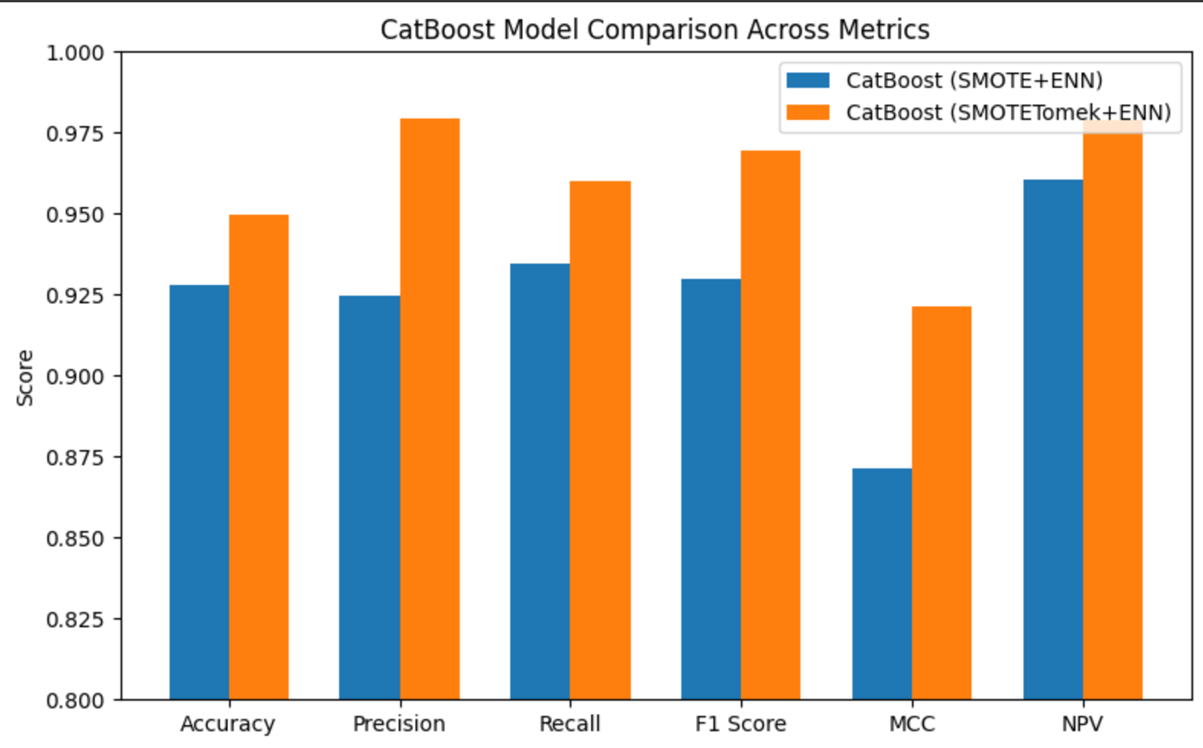 CatBoost Model Comparison Across Metrics
CatBoost (SMOTE+ENN)
CatBoost (SMOTETomek+ENN)
Score
1.000
0.975
0.950
0.925
0.900
0.875
0.850
0.825
0.800
Accuracy Precision Recall F1 Score MCC NPV